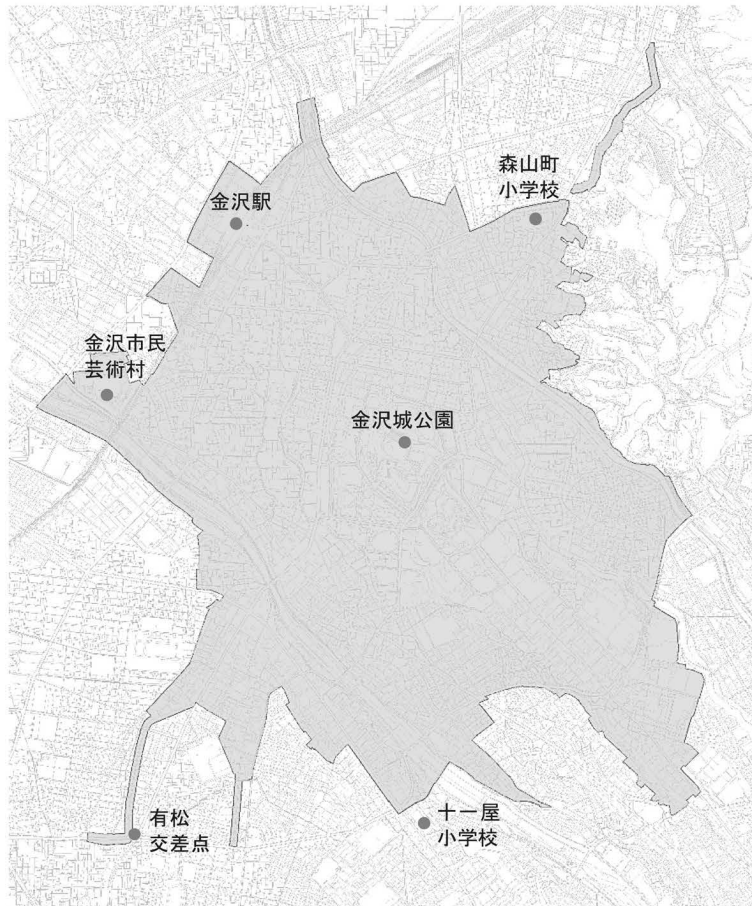 森山町
小学校
金沢駅
金沢市民
芸術村
金沢城公園
有松
交差点
十一屋
小学校